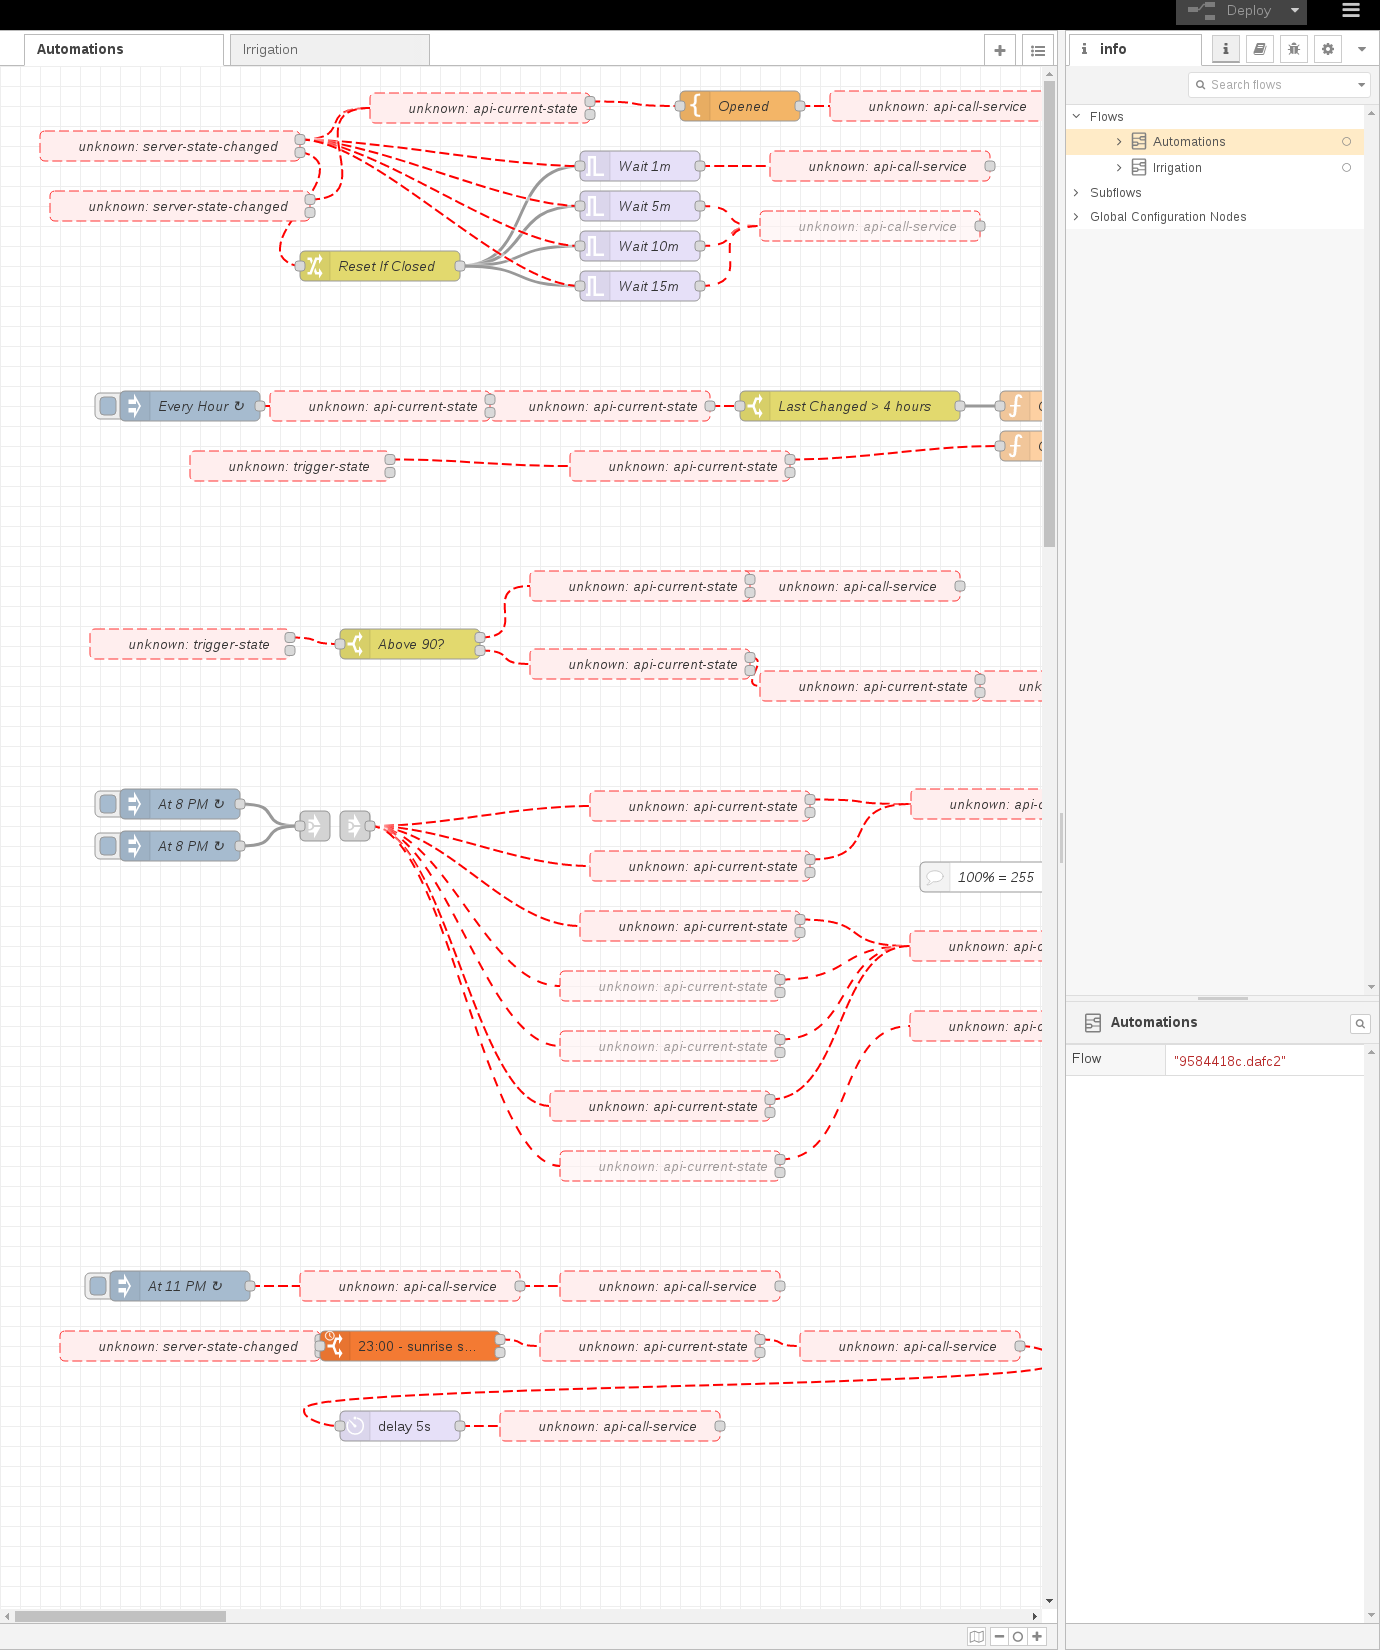 Deploy
Automations
Irrigation
info
Search flows
unknown: api-current-state
Opened
unknown: api-call-service
unknown: server-state-changed
Wait 1m
unknown: api-call-service
unknown: server-state-changed
Wait 5m
unknown: api-call-service
Wait 10m
Reset If Closed
Wait 15m
Every Hour ↻
unknown: api-current-state
unknown: api-current-state
Last Changed > 4 hours
unknown: trigger-state
unknown: api-current-state
unknown: api-current-state
unknown: api-call-service
unknown: trigger-state
Above 90?
unknown: api-current-state
unknown: api-current-state
unk
At 8 PM ↻
unknown: api-current-state
unknown: api-c
At 8 PM ↻
unknown: api-current-state
100% = 255
unknown: api-current-state
unknown: api-c
unknown: api-current-state
unknown: api-c
unknown: api-current-state
unknown: api-current-state
unknown: api-current-state
At 11 PM ↻
unknown: api-call-service
unknown: api-call-service
unknown: server-state-changed
23:00 - sunrise s...
unknown: api-current-state
unknown: api-call-service
delay 5s
unknown: api-call-service
Flows
Automations
Irrigation
Subflows
Global Configuration Nodes
Automations
Flow
"9584418c.dafc2"